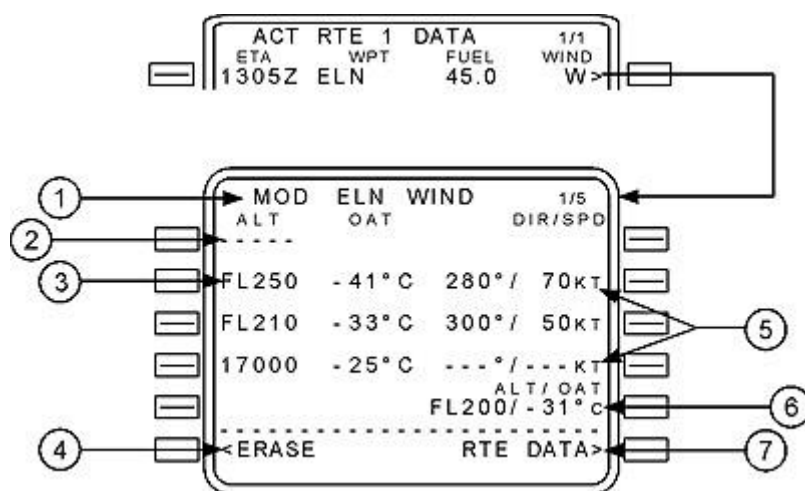 ACT RTE 1 DATA 1/1
ETA WPT FUEL WIND
1305Z ELN 45.0 W>
1 MOD ELN WIND 1/5
ALT OAT DIR/SPD
2 -----
3 FL250 -41°C 280°/ 70KT
FL210 -33°C 300°/ 50KT
5
17000 -25°C ---°/---KT
ALT/OAT
FL200/-31°C 6
4 <ERASE RTE DATA> 7